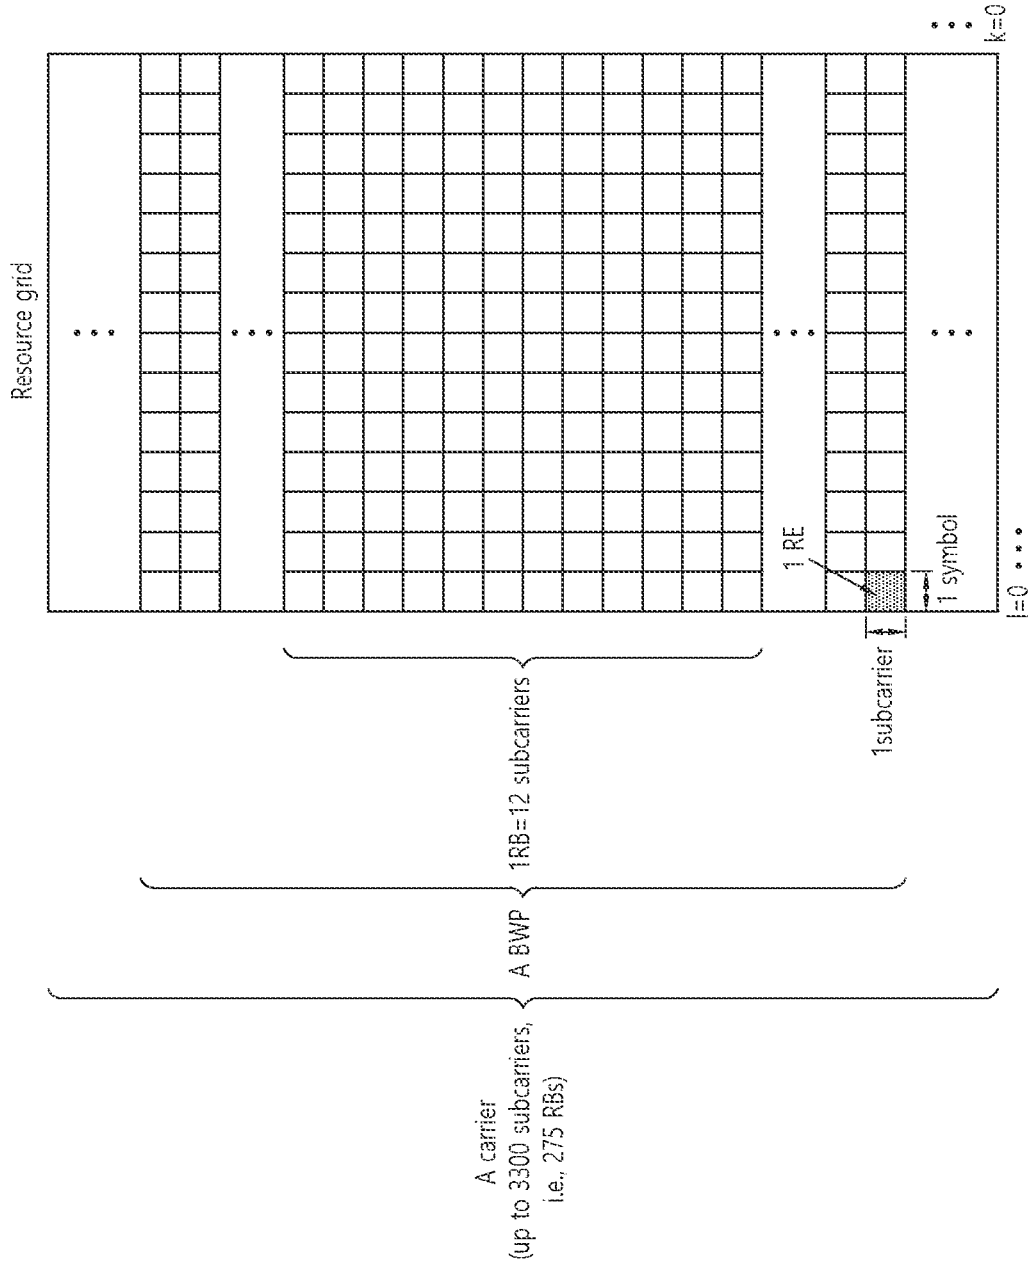 Resource grid
A carrier
(up to 3300 subcarriers,
i.e., 275 RBs)
A BWP
1RB=12 subcarriers
1subcarrier
1 RE
1 symbol
l=0
k=0